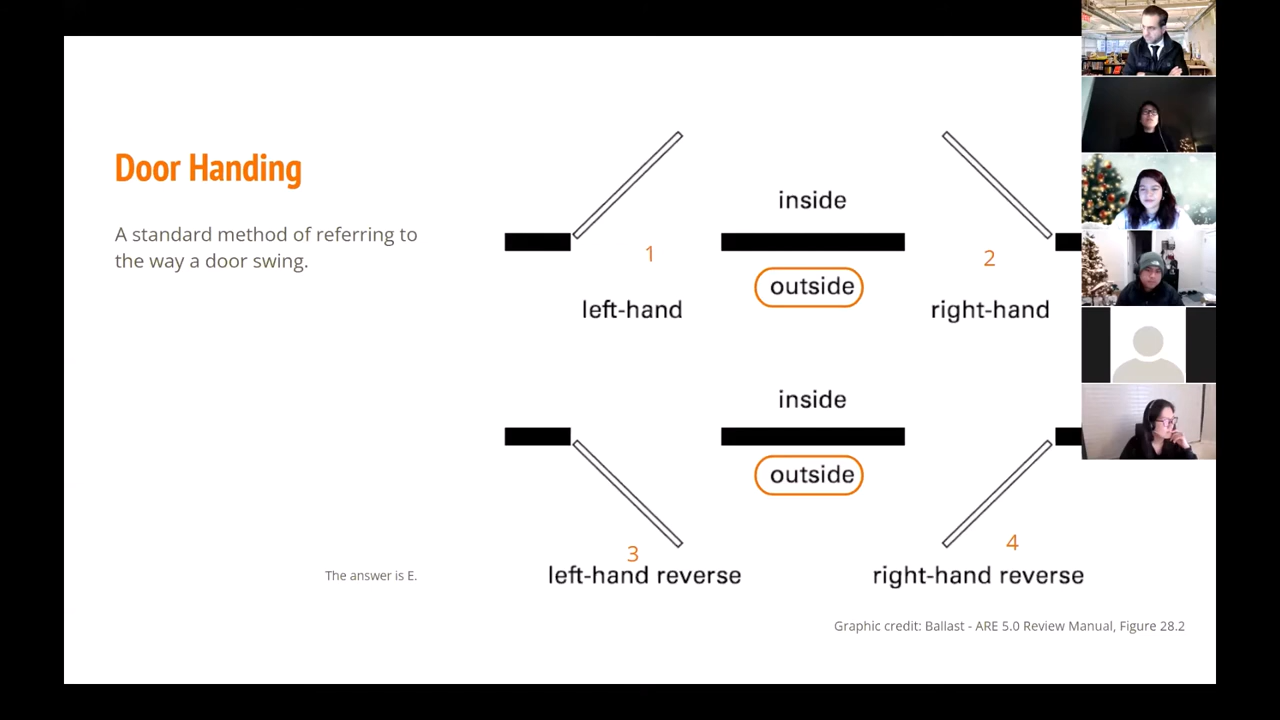 Door Handing
A standard method of referring to
the way a door swing.
inside
1
2
outside
left-hand
right-hand
inside
outside
3
4
left-hand reverse
right-hand reverse
The answer is E.
Graphic credit: Ballast - ARE 5.0 Review Manual, Figure 28.2